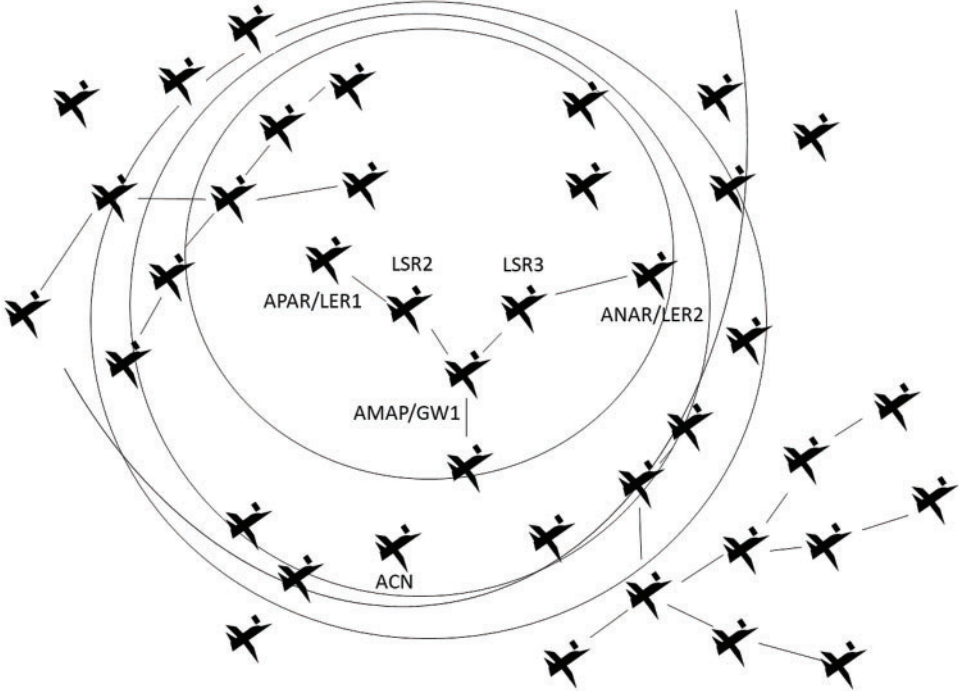 LSR2
LSR3
APAR/LER1
ANAR/LER2
AMAP/GW1
ACN